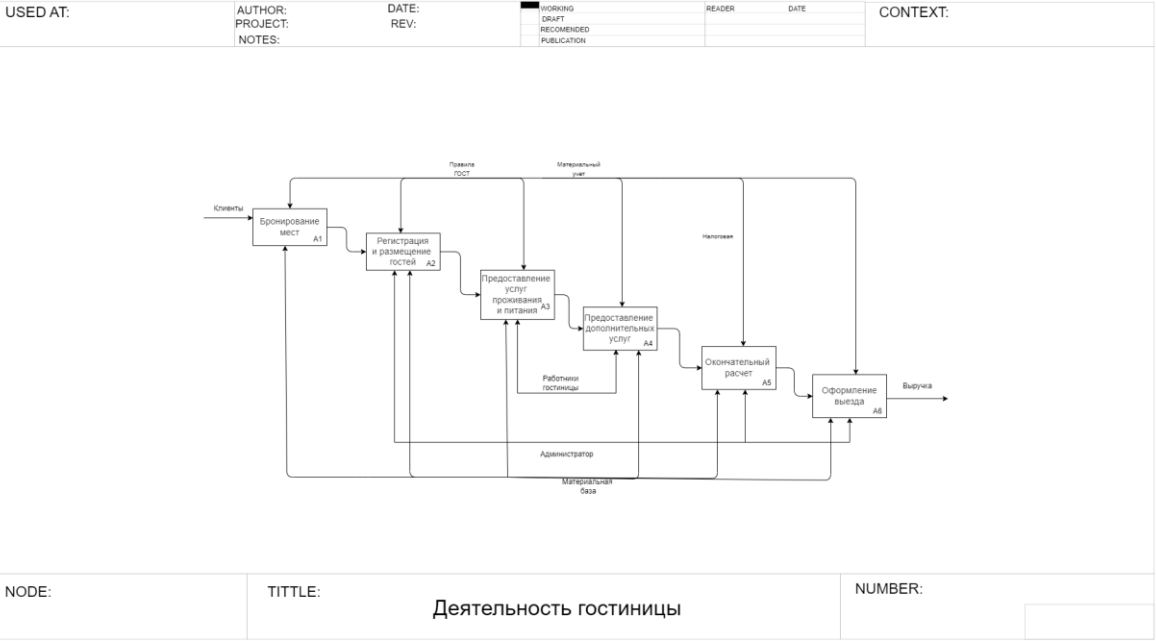 USED AT:
AUTHOR:
DATE:
PROJECT:
REV:
NOTES:
WORKING
DRAFT
RECOMENDED
PUBLICATION
READER
DATE
CONTEXT:
Правила
ГОСТ
Материальный
учет
Клиенты
Бронирование
мест
A1
Налоговая
Регистрация
и размещение
гостей
A2
Предоставление
услуг
проживания
и питания
A3
Предоставление
дополнительных
услуг
A4
Окончательный
расчет
A5
Оформление
выезда
A6
Выручка
Работники
гостиницы
Администратор
Материальная
база
NODE:
TITTLE:
Деятельность гостиницы
NUMBER: